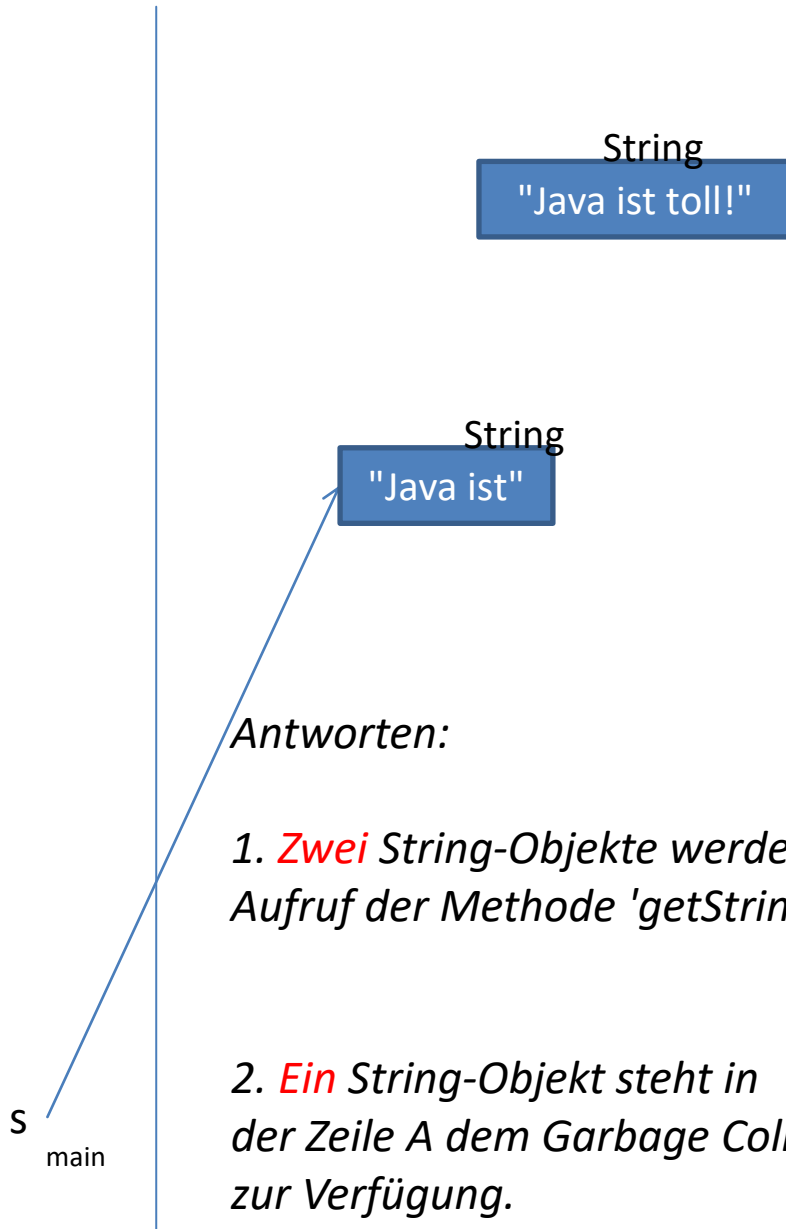 String
"Java ist toll!"
String
"Java ist"
Antworten:
1. Zwei String-Objekte werde
Aufruf der Methode 'getStrin
2. Ein String-Objekt steht in
der Zeile A dem Garbage Coll
zur Verfügung.
s
main